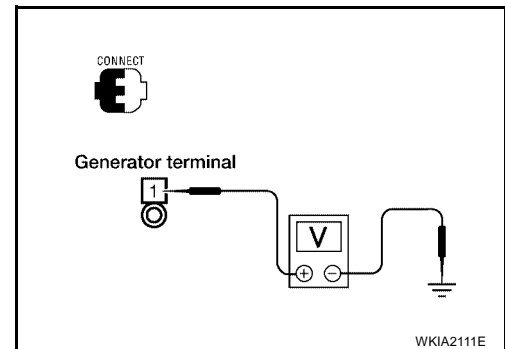 CONNECT
Generator terminal
1
V
+ −
WKIA2111E